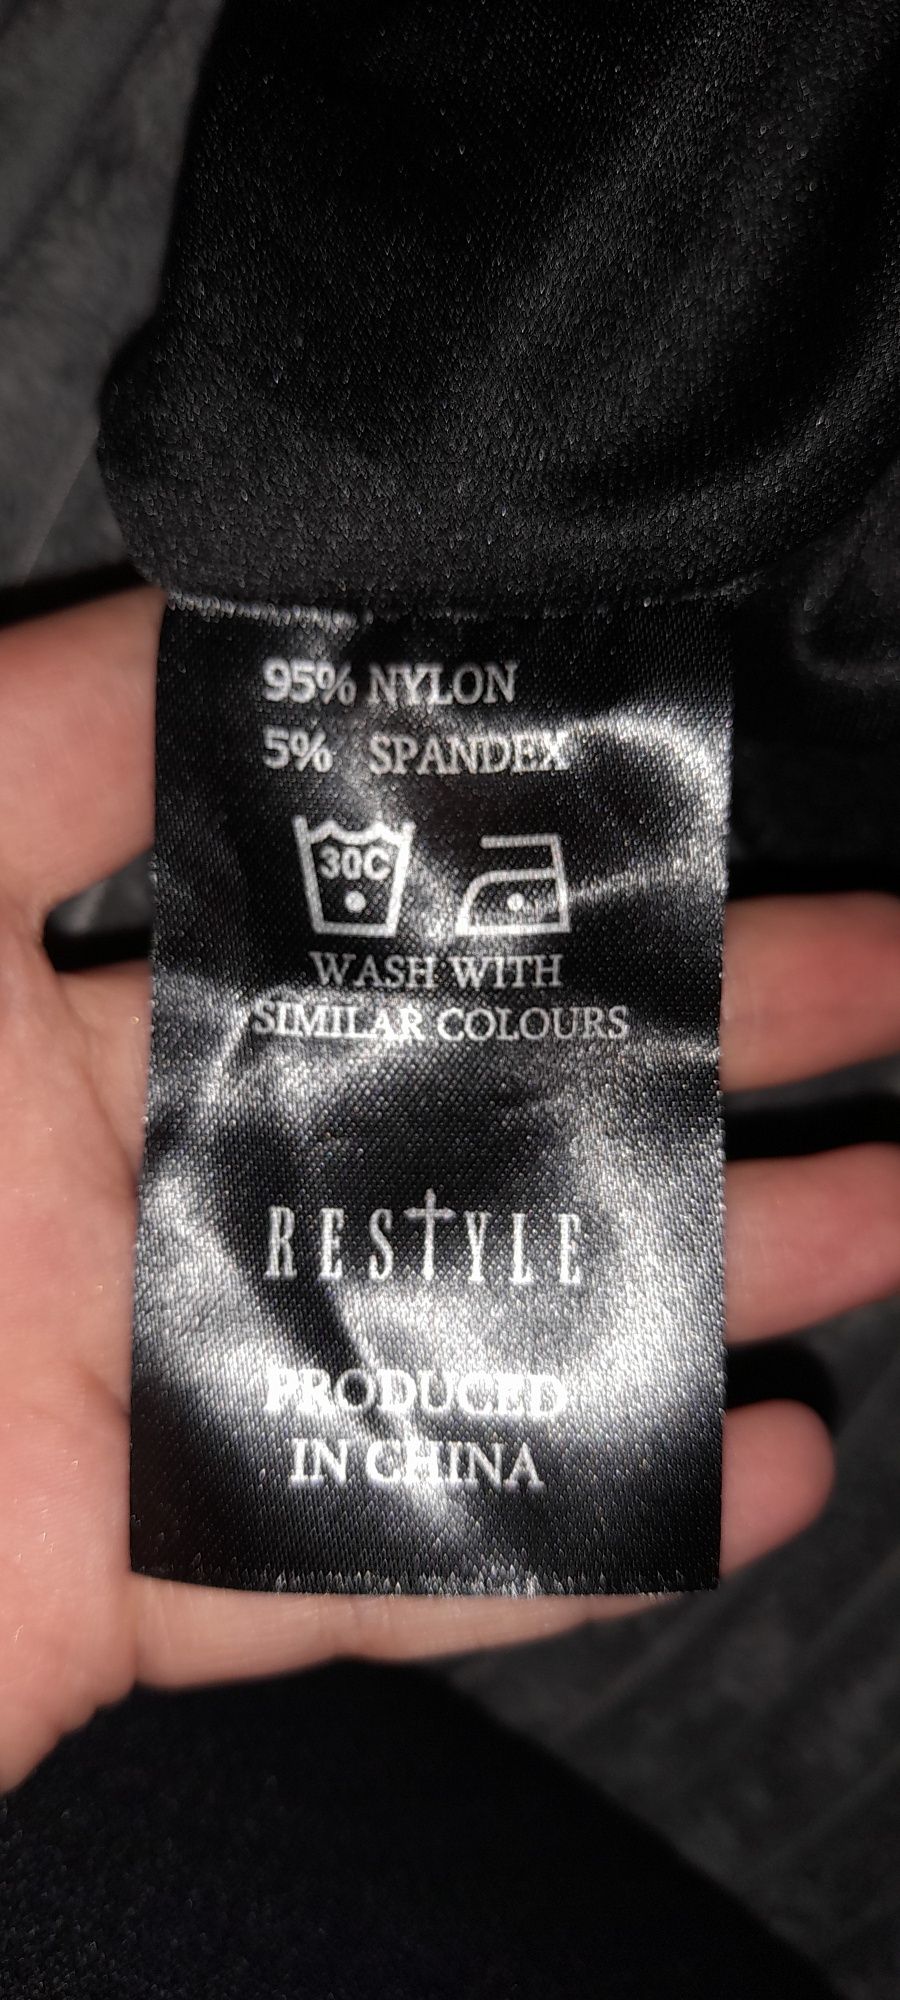 95% NYLON
5% SPANDEX
30C
WASH WITH
SIMILAR COLOURS
RESTYLE
PRODUCED
IN CHINA